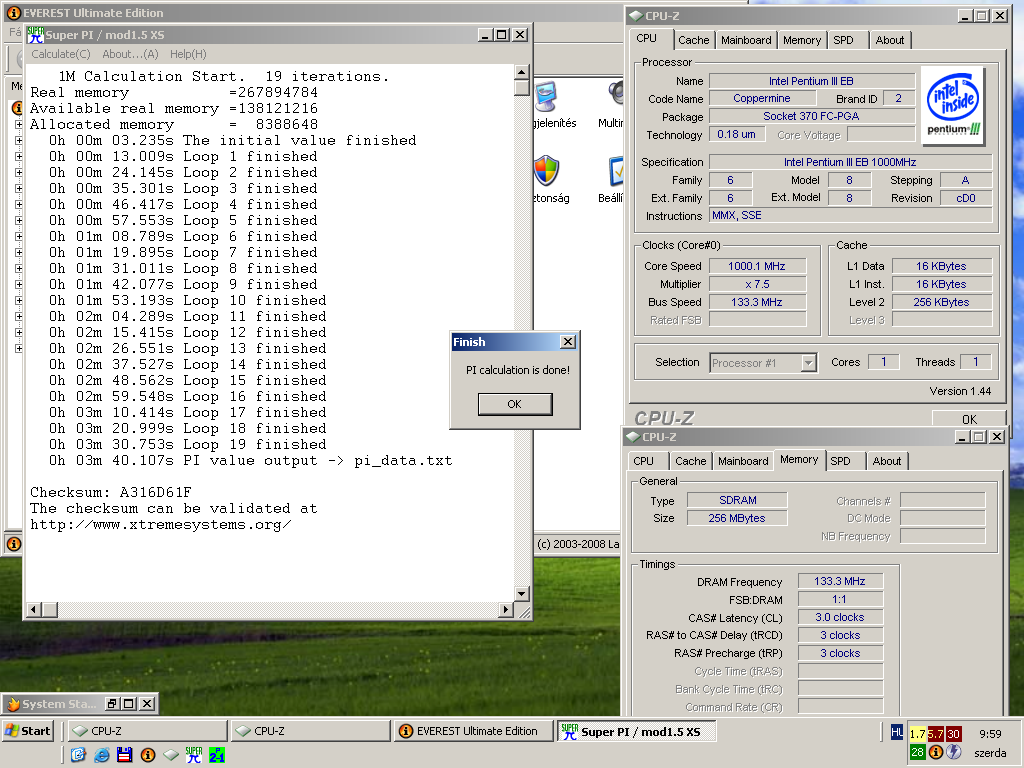 EVEREST Ultimate Edition
Fá
Super PI / mod1.5 XS
Calculate(C) About...(A) Help(H)
1M Calculation Start. 19 iterations.
Real memory =267894784
Available real memory =138121216
Allocated memory = 8388648
0h 00m 03.235s The initial value finished
0h 00m 13.009s Loop 1 finished
0h 00m 24.145s Loop 2 finished
0h 00m 35.301s Loop 3 finished
0h 00m 46.417s Loop 4 finished
0h 00m 57.553s Loop 5 finished
0h 01m 08.789s Loop 6 finished
0h 01m 19.895s Loop 7 finished
0h 01m 31.011s Loop 8 finished
0h 01m 42.077s Loop 9 finished
0h 01m 53.193s Loop 10 finished
0h 02m 04.289s Loop 11 finished
0h 02m 15.415s Loop 12 finished
0h 02m 26.551s Loop 13 finished
0h 02m 37.527s Loop 14 finished
0h 02m 48.562s Loop 15 finished
0h 02m 59.548s Loop 16 finished
0h 03m 10.414s Loop 17 finished
0h 03m 20.999s Loop 18 finished
0h 03m 30.753s Loop 19 finished
0h 03m 40.107s PI value output -> pi_data.txt
Checksum: A316D61F
The checksum can be validated at
http://www.xtremesystems.org/
Me
gjelenítés
Multin
tonság
Beállí
(c) 2003-2008 La
Finish
PI calculation is done!
OK
CPU-Z
CPU Cache Mainboard Memory SPD About
Processor
Name Intel Pentium III EB
Code Name Coppermine Brand ID 2
Package Socket 370 FC-PGA
Technology 0.18 um Core Voltage
intel inside
pentium III
Specification Intel Pentium III EB 1000MHz
Family 6 Model 8 Stepping A
Ext. Family 6 Ext. Model 8 Revision cD0
Instructions MMX, SSE
Clocks (Core#0)
Core Speed 1000.1 MHz
Multiplier x 7.5
Bus Speed 133.3 MHz
Rated FSB
Cache
L1 Data 16 KBytes
L1 Inst. 16 KBytes
Level 2 256 KBytes
Level 3
Selection Processor #1 Cores 1 Threads 1
Version 1.44
CPU-Z OK
CPU-Z
CPU Cache Mainboard Memory SPD About
General
Type SDRAM Channels #
Size 256 MBytes DC Mode
NB Frequency
Timings
DRAM Frequency 133.3 MHz
FSB:DRAM 1:1
CAS# Latency (CL) 3.0 clocks
RAS# to CAS# Delay (tRCD) 3 clocks
RAS# Precharge (tRP) 3 clocks
Cycle Time (tRAS)
Bank Cycle Time (tRC)
Command Rate (CR)
System Sta...
Start CPU-Z CPU-Z EVEREST Ultimate Edition SUPER Super PI / mod1.5 XS HU 1.7 5.7 30 9:59
SUPER 2-1 28 szerda